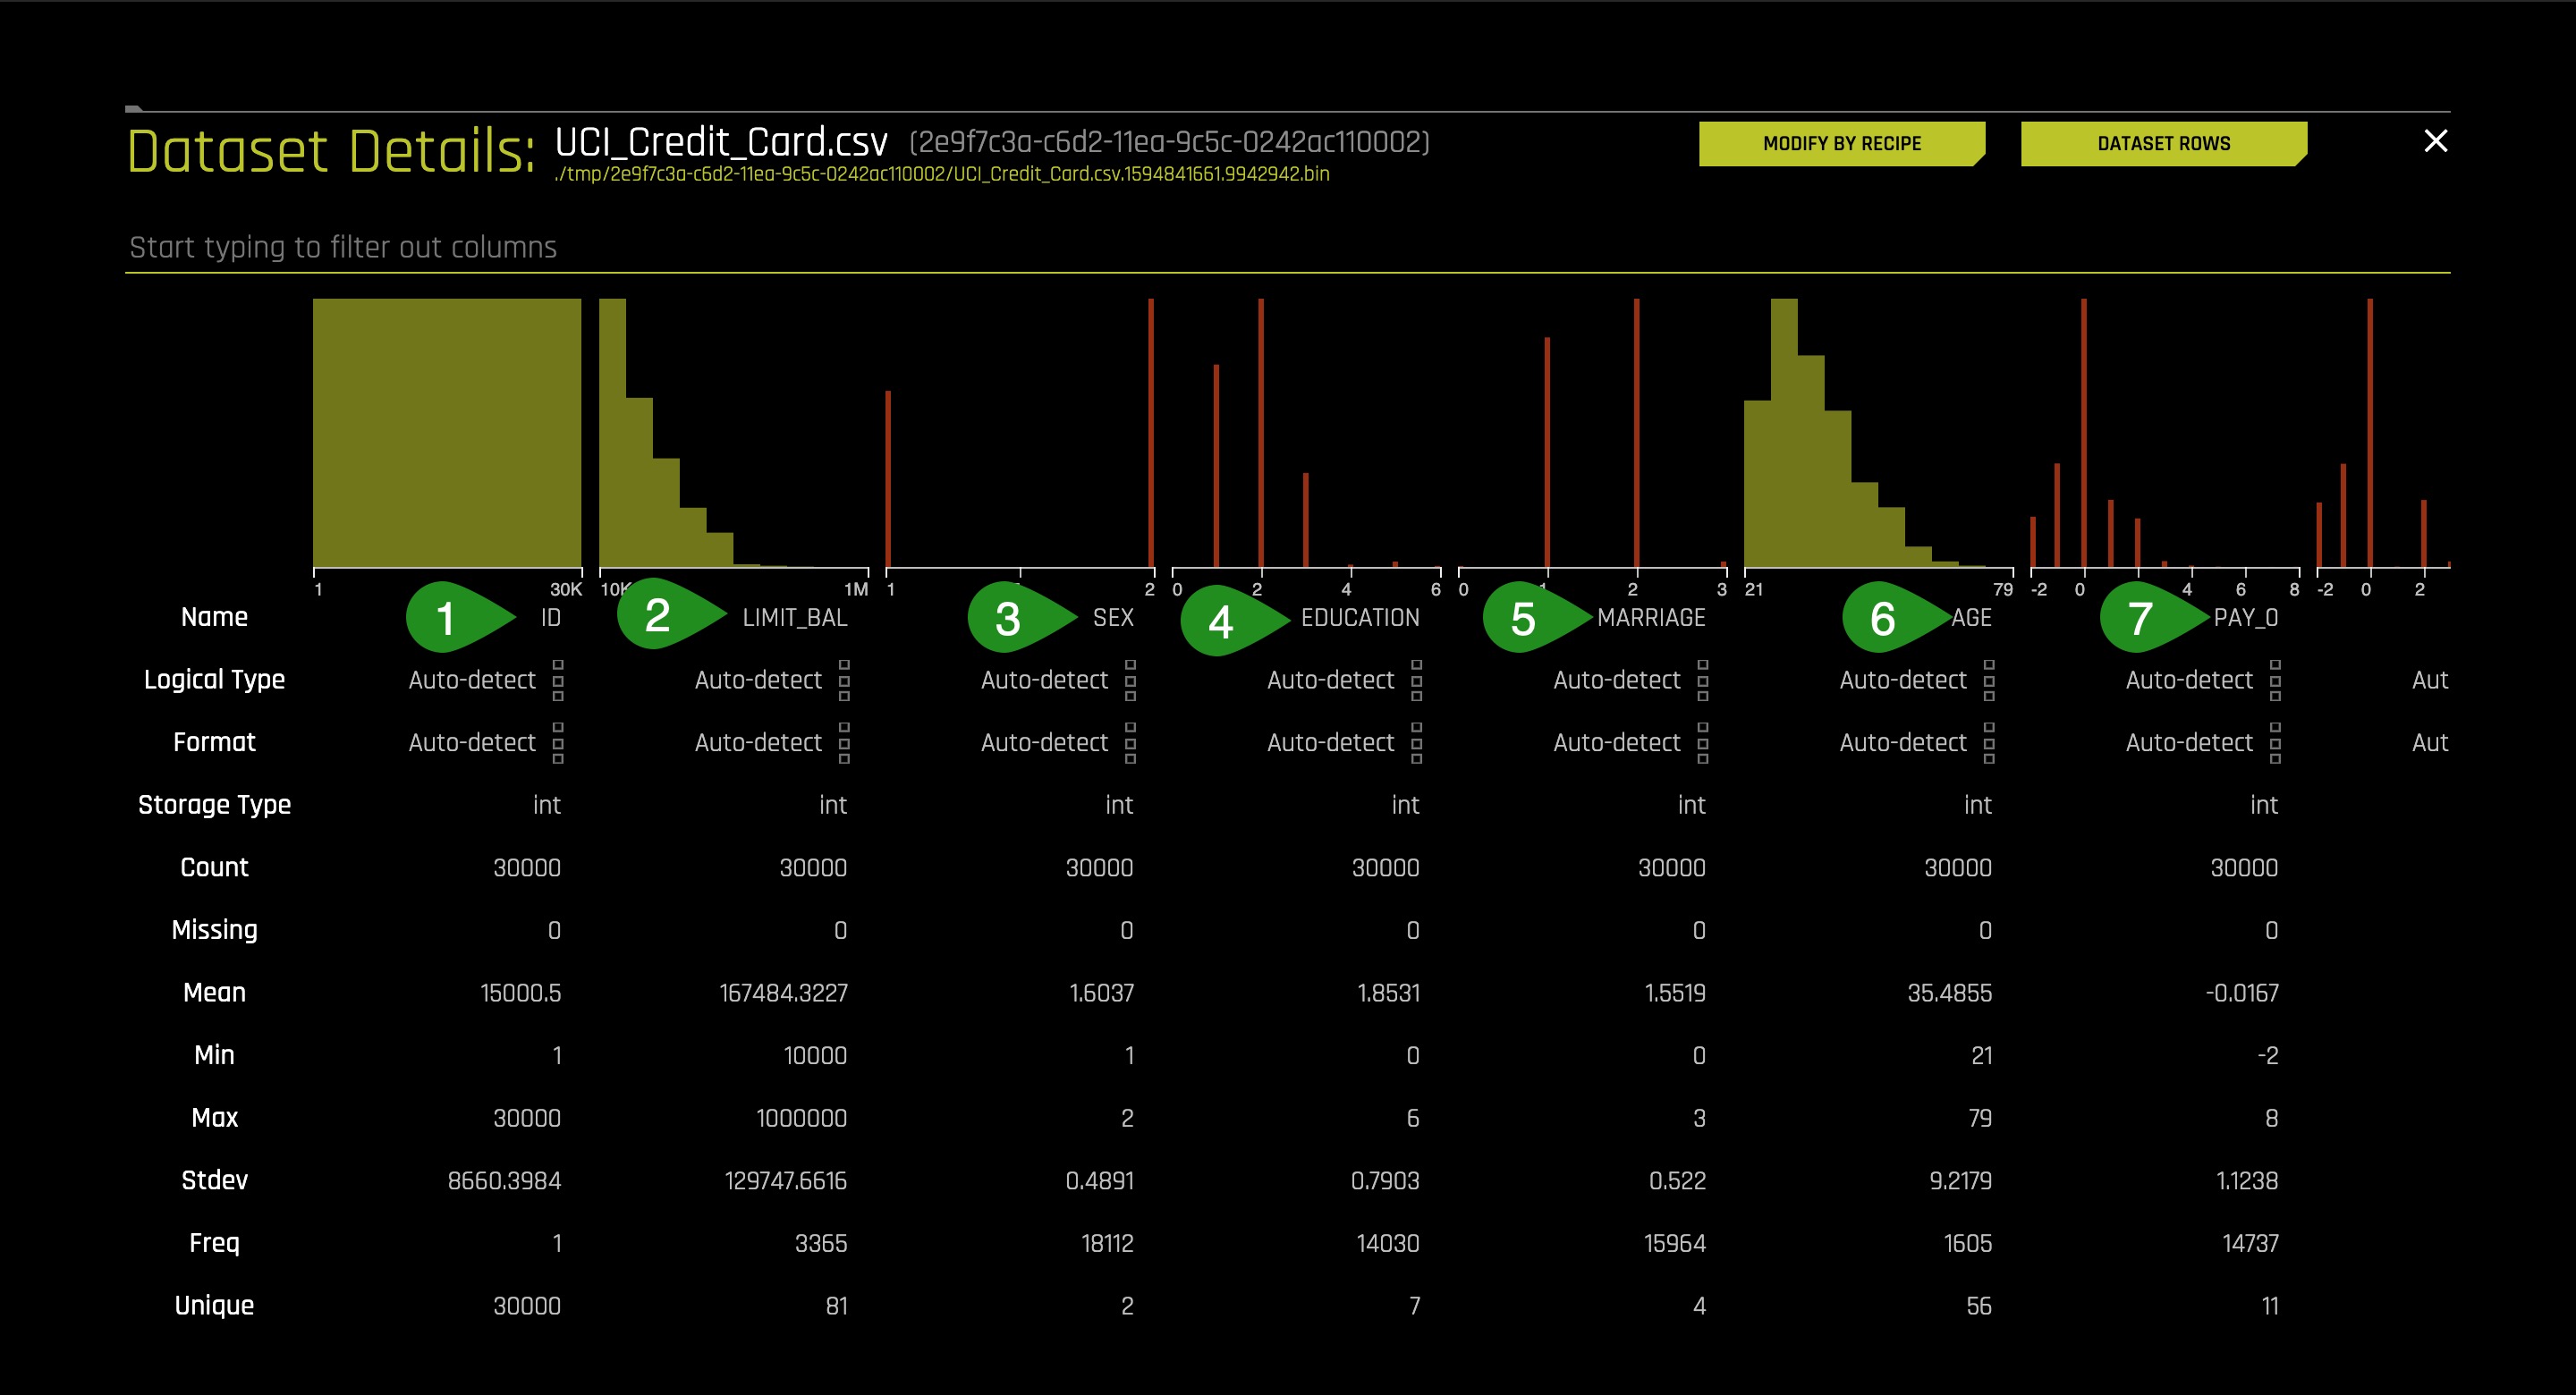 Dataset Details: UCI_Credit_Card.csv (2e9f7c3a-c6d2-11ea-9c5c-0242ac110002) MODIFY BY RECIPE DATASET ROWS
./tmp/2e9f7c3a-c6d2-11ea-9c5c-0242ac110002/UCI_Credit_Card.csv.1594841661.9942942.bin
Start typing to filter out columns
1 30K 10K 1M 1 2 0 2 4 6 0 1 2 3 21 79 -2 0 2 4 6 8 -2 0 2
Name 1 ID 2 LIMIT_BAL 3 SEX 4 EDUCATION 5 MARRIAGE 6 AGE 7 PAY_0
Logical Type Auto-detect Auto-detect Auto-detect Auto-detect Auto-detect Auto-detect Auto-detect Aut
Format Auto-detect Auto-detect Auto-detect Auto-detect Auto-detect Auto-detect Auto-detect Aut
Storage Type int int int int int int int
Count 30000 30000 30000 30000 30000 30000 30000
Missing 0 0 0 0 0 0 0
Mean 15000.5 167484.3227 1.6037 1.8531 1.5519 35.4855 -0.0167
Min 1 10000 1 0 0 21 -2
Max 30000 1000000 2 6 3 79 8
Stdev 8660.3984 129747.6616 0.4891 0.7903 0.522 9.2179 1.1238
Freq 1 3365 18112 14030 15964 1605 14737
Unique 30000 81 2 7 4 56 11